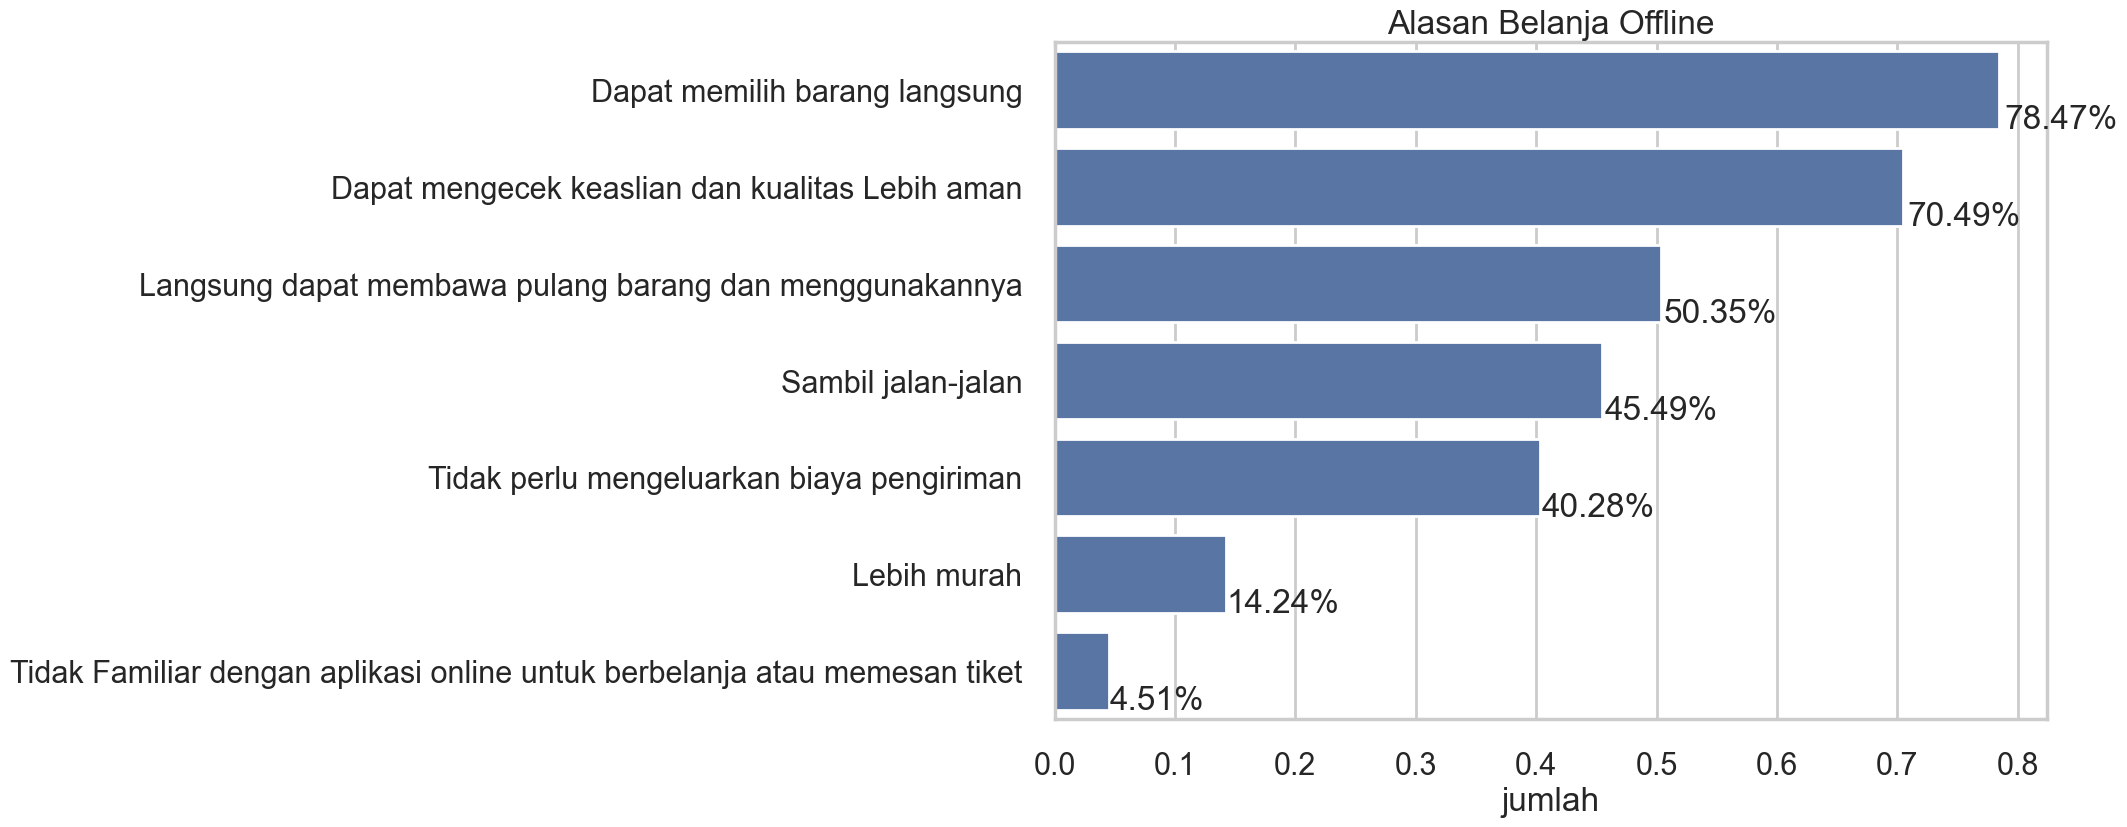 Alasan Belanja Offline
Dapat memilih barang langsung
78.47%
Dapat mengecek keaslian dan kualitas Lebih aman
70.49%
Langsung dapat membawa pulang barang dan menggunakannya
50.35%
Sambil jalan-jalan
45.49%
Tidak perlu mengeluarkan biaya pengiriman
40.28%
Lebih murah
14.24%
Tidak Familiar dengan aplikasi online untuk berbelanja atau memesan tiket
4.51%
0.0 0.1 0.2 0.3 0.4 0.5 0.6 0.7 0.8
jumlah